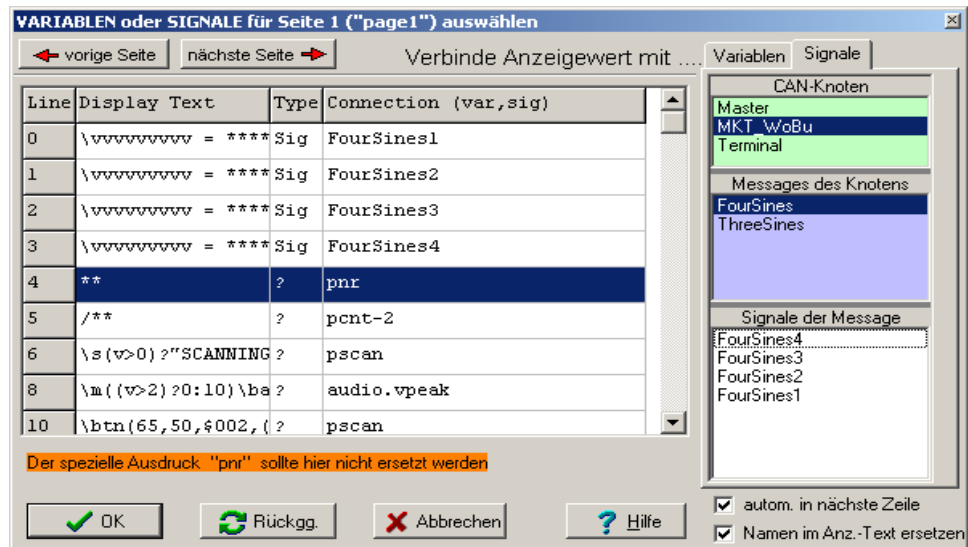 VARIABLEN oder SIGNALE für Seite 1 ("page1") auswählen
vorige Seite
nächste Seite
Verbinde Anzeigewert mit ....
Variablen
Signale
Line Display Text Type Connection (var,sig)
0 \vvvvvvvvv = **** Sig FourSines1
1 \vvvvvvvvv = **** Sig FourSines2
2 \vvvvvvvvv = **** Sig FourSines3
3 \vvvvvvvvv = **** Sig FourSines4
4 ** ? pnr
5 /** ? pcnt-2
6 \s(v>0)?"SCANNING ? pscan
8 \m((v>2)?0:10)\ba ? audio.vpeak
10 \btn(65,50,$002,( ? pscan
Der spezielle Ausdruck "pnr" sollte hier nicht ersetzt werden
OK
Rückgg.
Abbrechen
Hilfe
CAN-Knoten
Master
MKT_WoBu
Terminal
Messages des Knotens
FourSines
ThreeSines
Signale der Message
FourSines4
FourSines3
FourSines2
FourSines1
autom. in nächste Zeile
Namen im Anz.-Text ersetzen